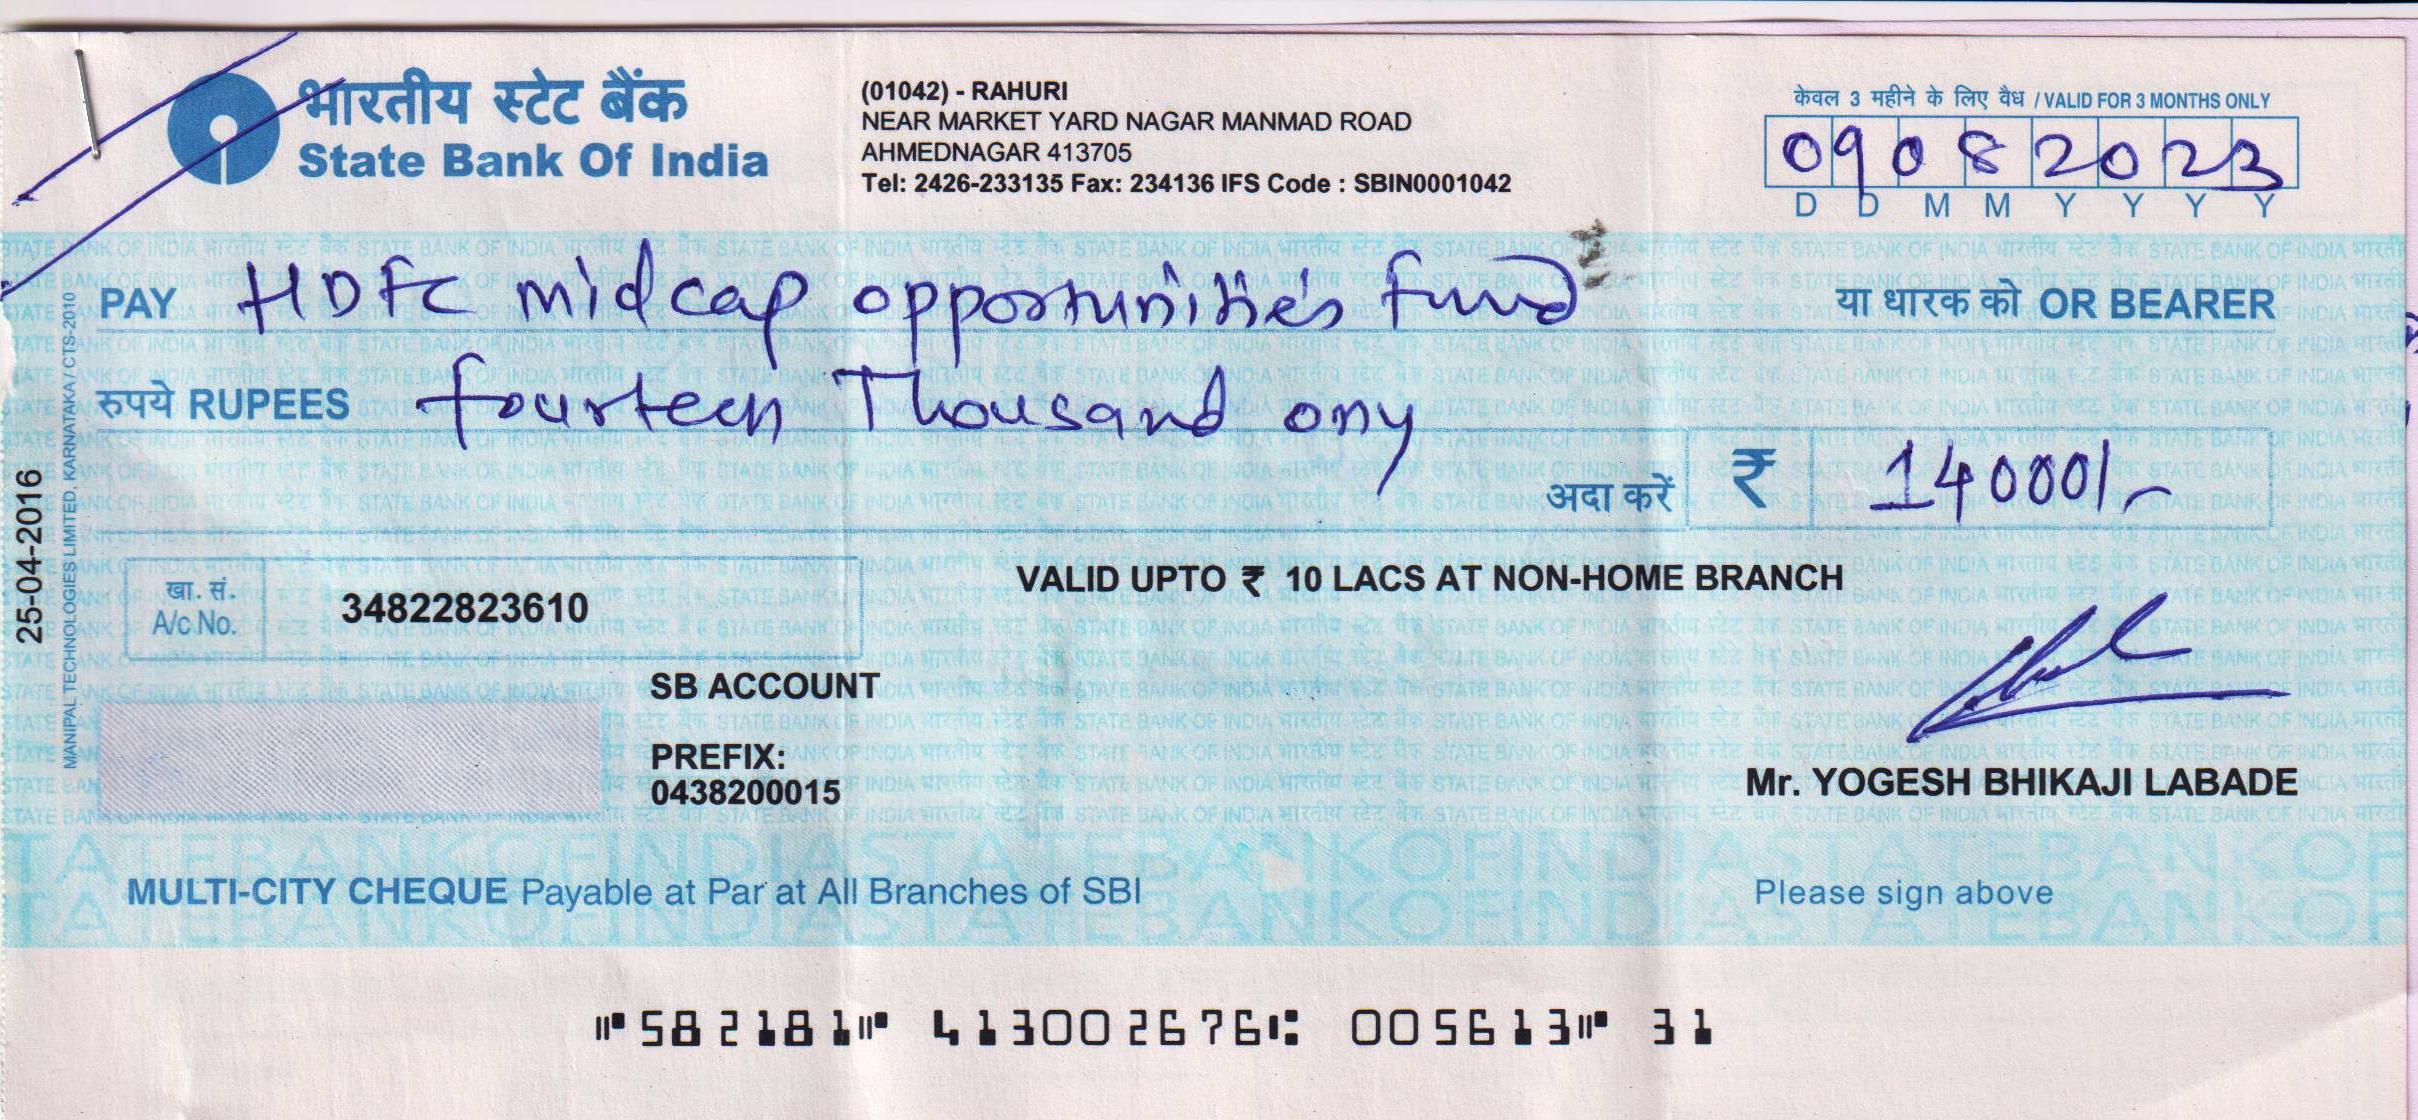 भारतीय स्टेट बैंक
State Bank Of India
(01042) - RAHURI
NEAR MARKET YARD NAGAR MANMAD ROAD
AHMEDNAGAR 413705
Tel: 2426-233135 Fax: 234136 IFS Code : SBIN0001042
केवल 3 महीने के लिए वैध / VALID FOR 3 MONTHS ONLY
09082023
D D M M Y Y Y Y
PAY HDFC midcap opportunities fund या धारक को OR BEARER
रुपये RUPEES fourteen Thousand ony
अदा करें ₹ 14000/-
खा. सं.
A/c No. 34822823610
VALID UPTO ₹ 10 LACS AT NON-HOME BRANCH
SB ACCOUNT
PREFIX:
0438200015
Mr. YOGESH BHIKAJI LABADE
MULTI-CITY CHEQUE Payable at Par at All Branches of SBI
Please sign above
⑈582181⑈ 413002676⑆ 005613⑈ 31
25-04-2016
MANIPAL TECHNOLOGIES LIMITED, KARNATAKA / CTS-2010